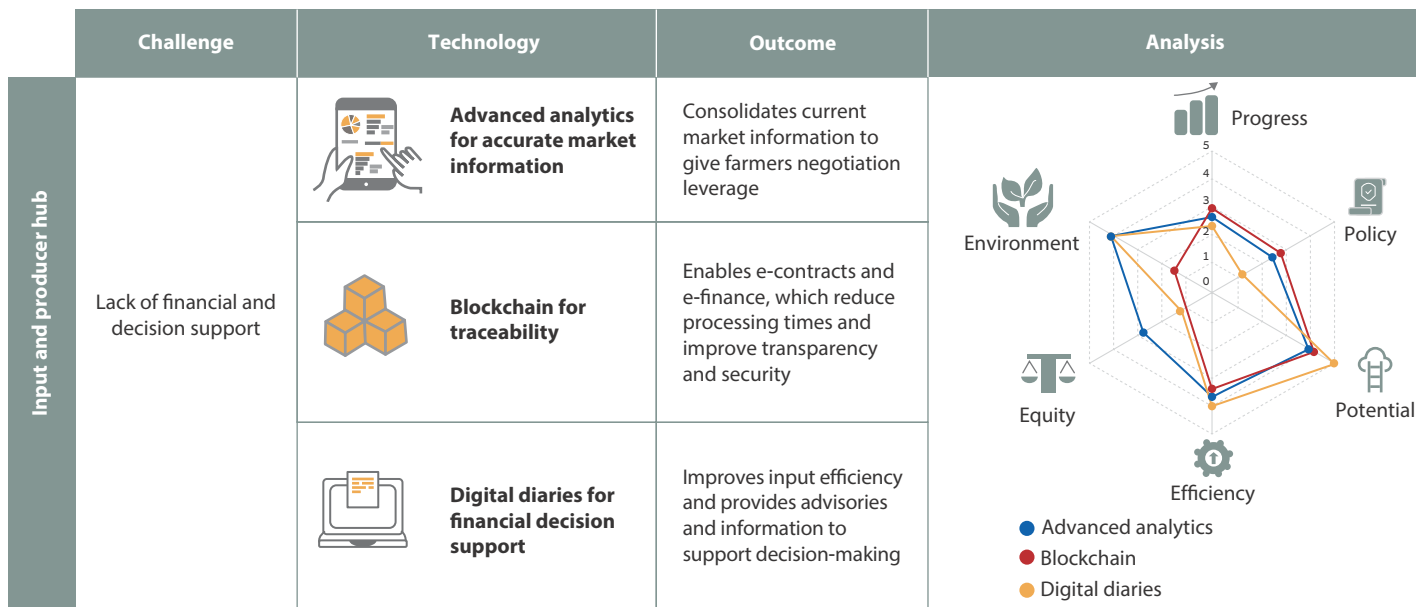 Challenge
Technology
Outcome
Analysis
Input and producer hub
Lack of financial and
decision support
Advanced analytics
for accurate market
information
Consolidates current
market information to
give farmers negotiation
leverage
Blockchain for
traceability
Enables e-contracts and
e-finance, which reduce
processing times and
improve transparency
and security
Digital diaries for
financial decision
support
Improves input efficiency
and provides advisories
and information to
support decision-making
Progress
5
4
3
2
1
0
Environment
Policy
Equity
Potential
Efficiency
Advanced analytics
Blockchain
Digital diaries